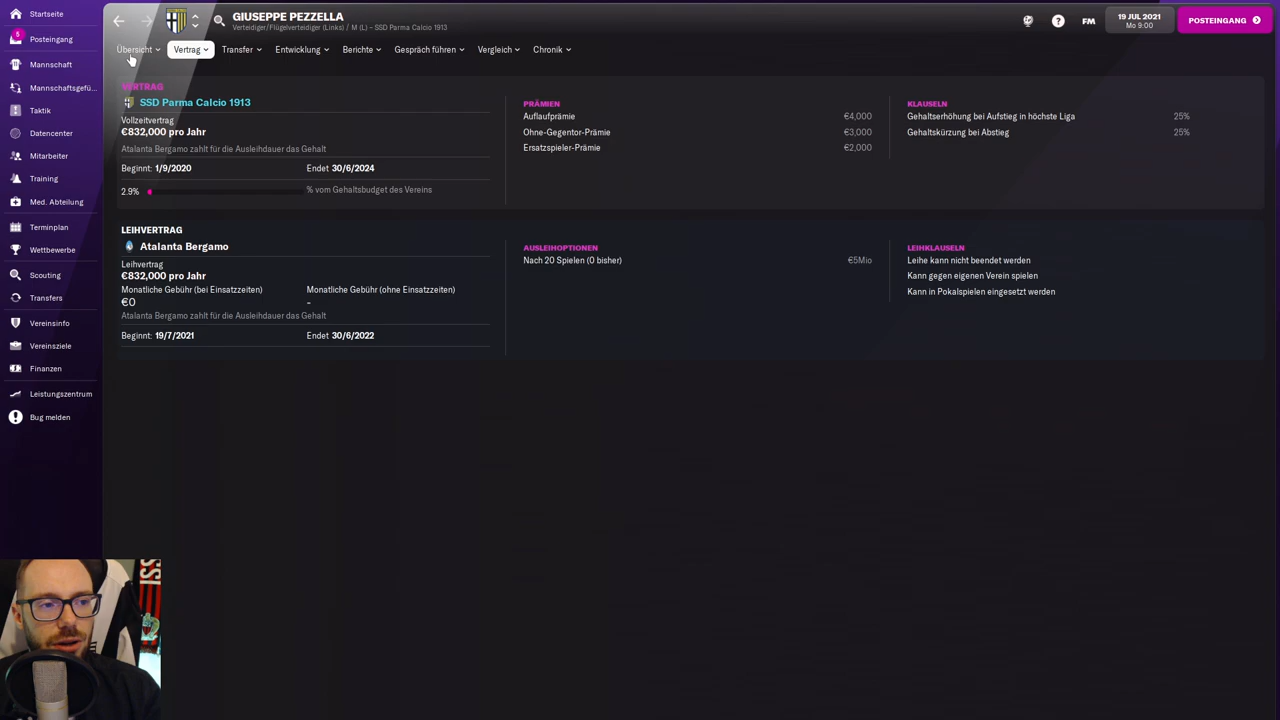 Startseite
6
Posteingang
Mannschaft
Mannschaftsgefü...
Taktik
Datencenter
Mitarbeiter
Training
Med. Abteilung
Terminplan
Wettbewerbe
Scouting
Transfers
Vereinsinfo
Vereinsziele
Finanzen
Leistungszentrum
Bug melden
GIUSEPPE PEZZELLA
Verteidiger/Flügelverteidiger (Links) / M (L) – SSD Parma Calcio 1913
?
FM
19 JUL 2021
Mo 9:00
POSTEINGANG
Übersicht
Vertrag
Transfer
Entwicklung
Berichte
Gespräch führen
Vergleich
Chronik
VERTRAG
SSD Parma Calcio 1913
Vollzeitvertrag
€832,000 pro Jahr
Atalanta Bergamo zahlt für die Ausleihdauer das Gehalt
Beginnt: 1/9/2020 Endet 30/6/2024
2.9% % vom Gehaltsbudget des Vereins
PRÄMIEN
Auflaufprämie €4,000
Ohne-Gegentor-Prämie €3,000
Ersatzspieler-Prämie €2,000
KLAUSELN
Gehaltserhöhung bei Aufstieg in höchste Liga 25%
Gehaltskürzung bei Abstieg 25%
LEIHVERTRAG
Atalanta Bergamo
Leihvertrag
€832,000 pro Jahr
Monatliche Gebühr (bei Einsatzzeiten) Monatliche Gebühr (ohne Einsatzzeiten)
€0 -
Atalanta Bergamo zahlt für die Ausleihdauer das Gehalt
Beginnt: 19/7/2021 Endet 30/6/2022
AUSLEIHOPTIONEN
Nach 20 Spielen (0 bisher) €5Mio
LEIHKLAUSELN
Leihe kann nicht beendet werden
Kann gegen eigenen Verein spielen
Kann in Pokalspielen eingesetzt werden